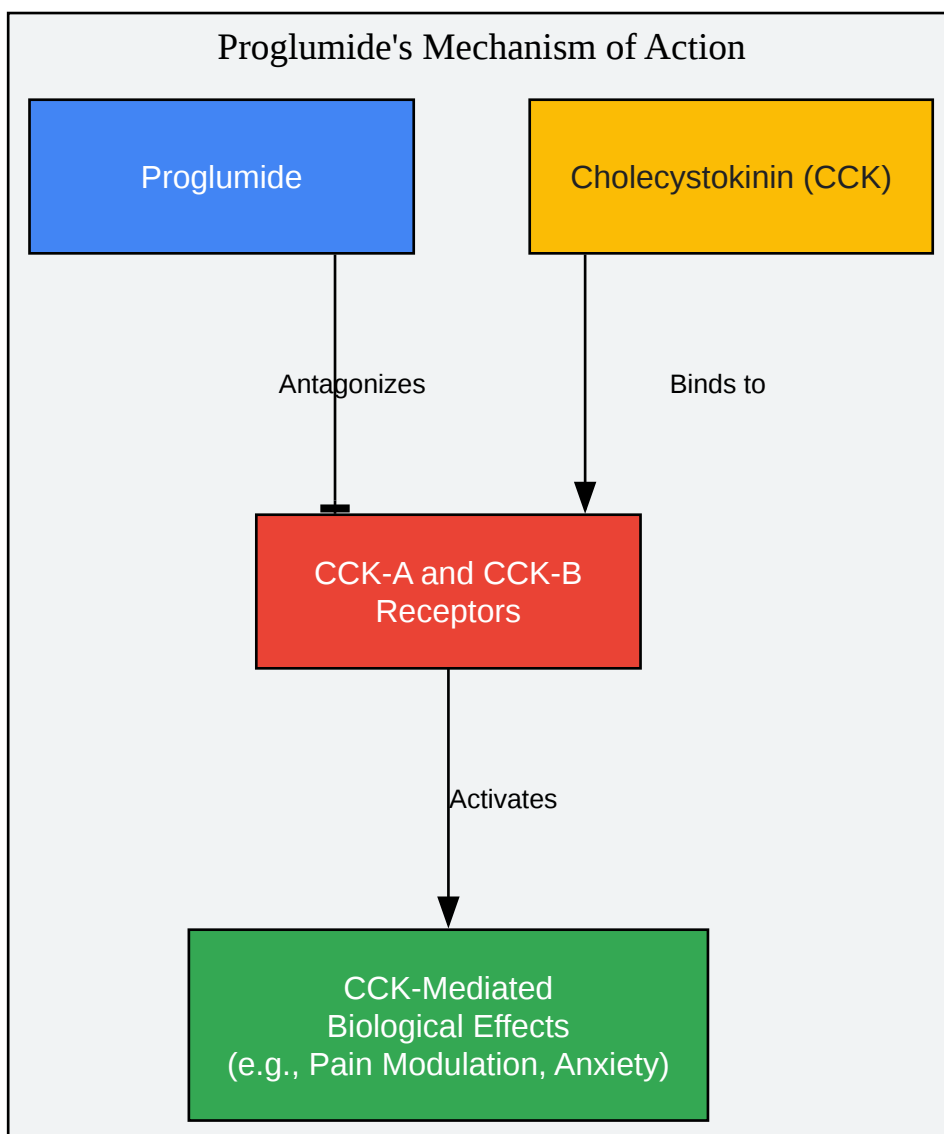 Proglumide's Mechanism of Action
Proglumide
Cholecystokinin (CCK)
Antagonizes
Binds to
CCK-A and CCK-B
Receptors
Activates
CCK-Mediated
Biological Effects
(e.g., Pain Modulation, Anxiety)